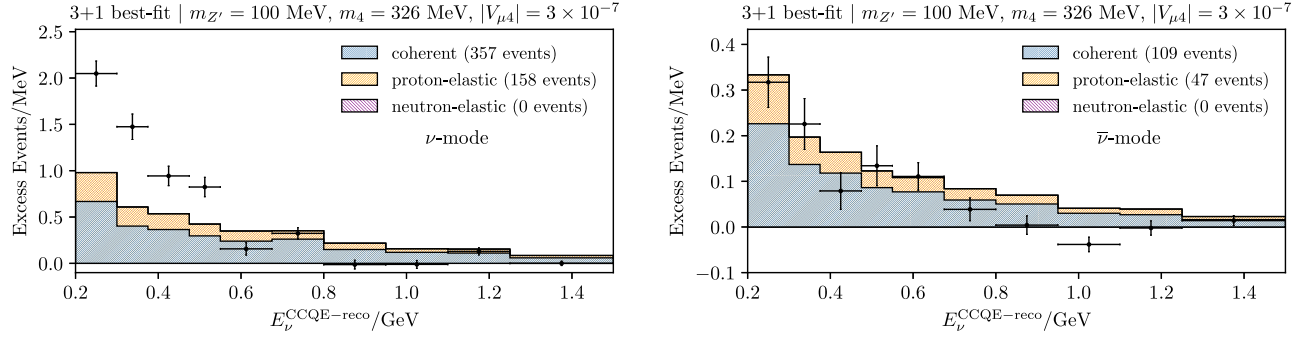 3+1 best-fit | m_{Z'} = 100 MeV, m_4 = 326 MeV, |V_{μ4}| = 3 × 10^{-7}
2.5
2.0
1.5
1.0
0.5
0.0
Excess Events/MeV
coherent (357 events)
proton-elastic (158 events)
neutron-elastic (0 events)
ν-mode
0.2 0.4 0.6 0.8 1.0 1.2 1.4
E_ν^{CCQE−reco}/GeV
3+1 best-fit | m_{Z'} = 100 MeV, m_4 = 326 MeV, |V_{μ4}| = 3 × 10^{-7}
0.4
0.3
0.2
0.1
0.0
−0.1
Excess Events/MeV
coherent (109 events)
proton-elastic (47 events)
neutron-elastic (0 events)
ν̅-mode
0.2 0.4 0.6 0.8 1.0 1.2 1.4
E_ν^{CCQE−reco}/GeV